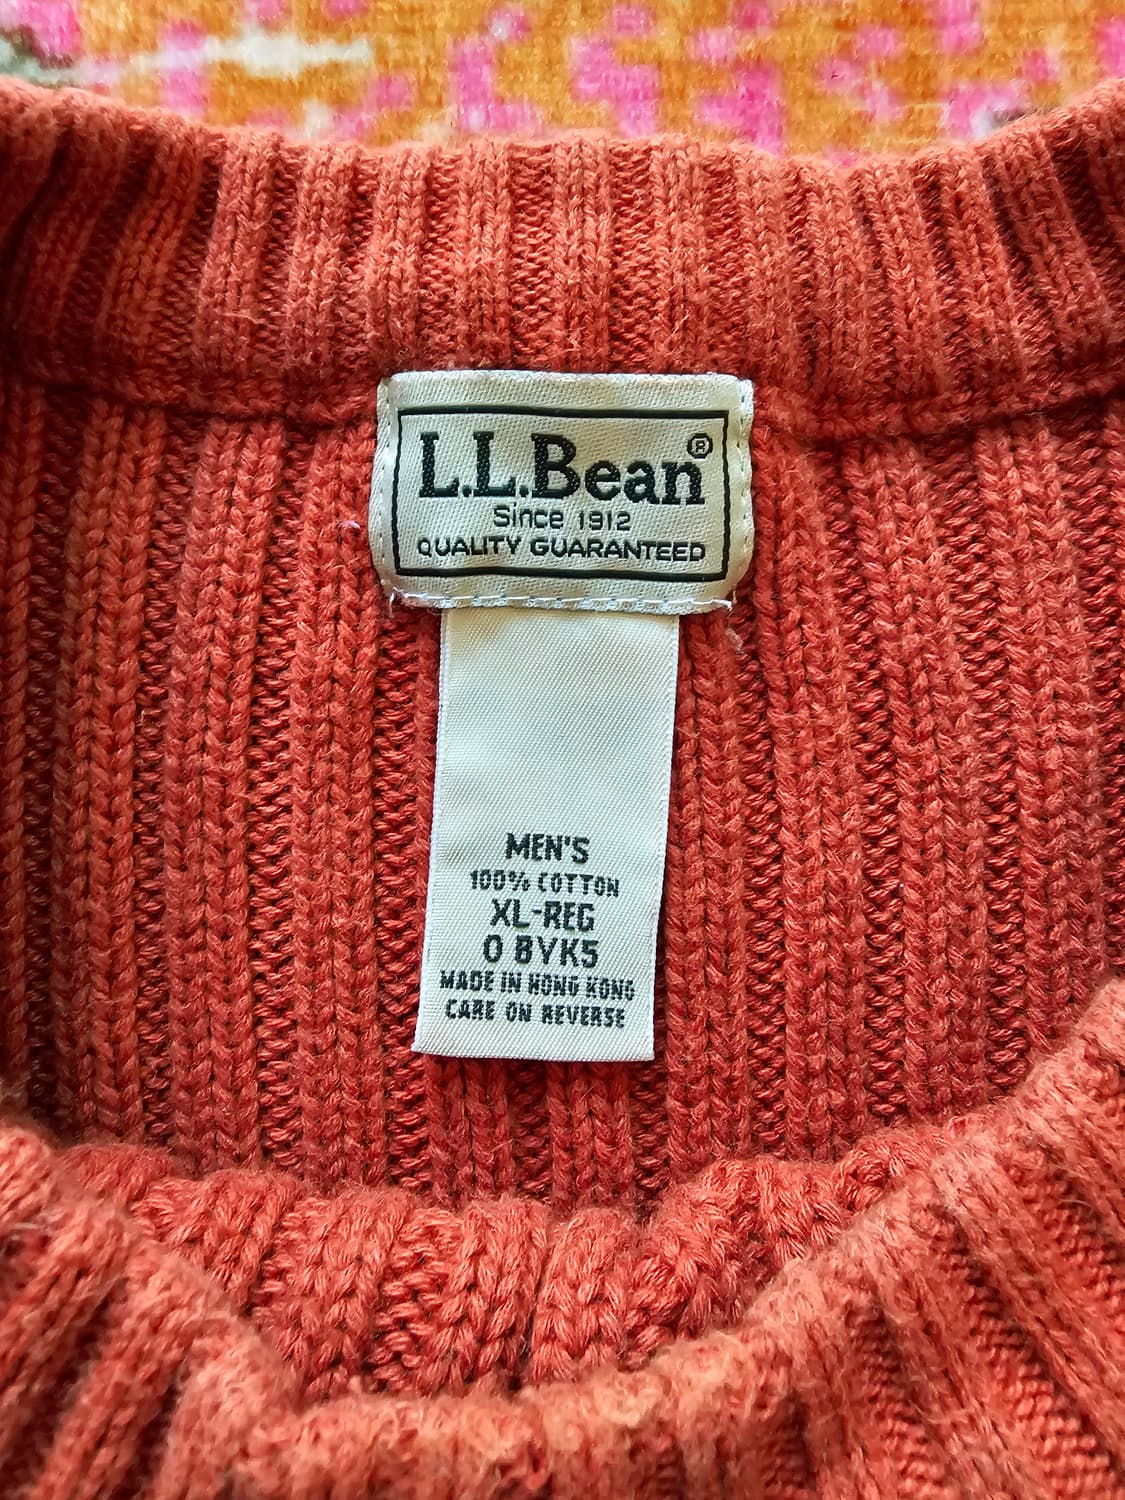 L.L.Bean®
Since 1912
QUALITY GUARANTEED
MEN'S
100% COTTON
XL-REG
0 BVK5
MADE IN HONG KONG
CARE ON REVERSE